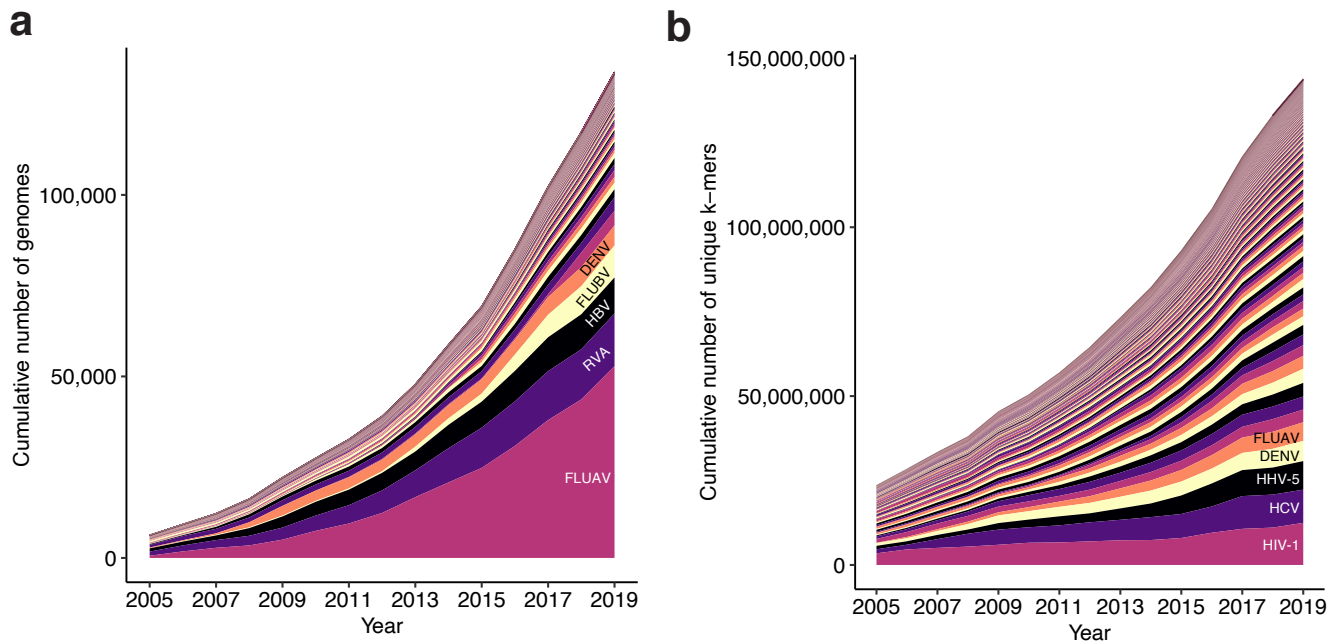 a
Cumulative number of genomes
100,000
50,000
0
DENV
FLUBV
HBV
RVA
FLUAV
2005 2007 2009 2011 2013 2015 2017 2019
Year
b
Cumulative number of unique k−mers
150,000,000
100,000,000
50,000,000
0
FLUAV
DENV
HHV-5
HCV
HIV-1
2005 2007 2009 2011 2013 2015 2017 2019
Year